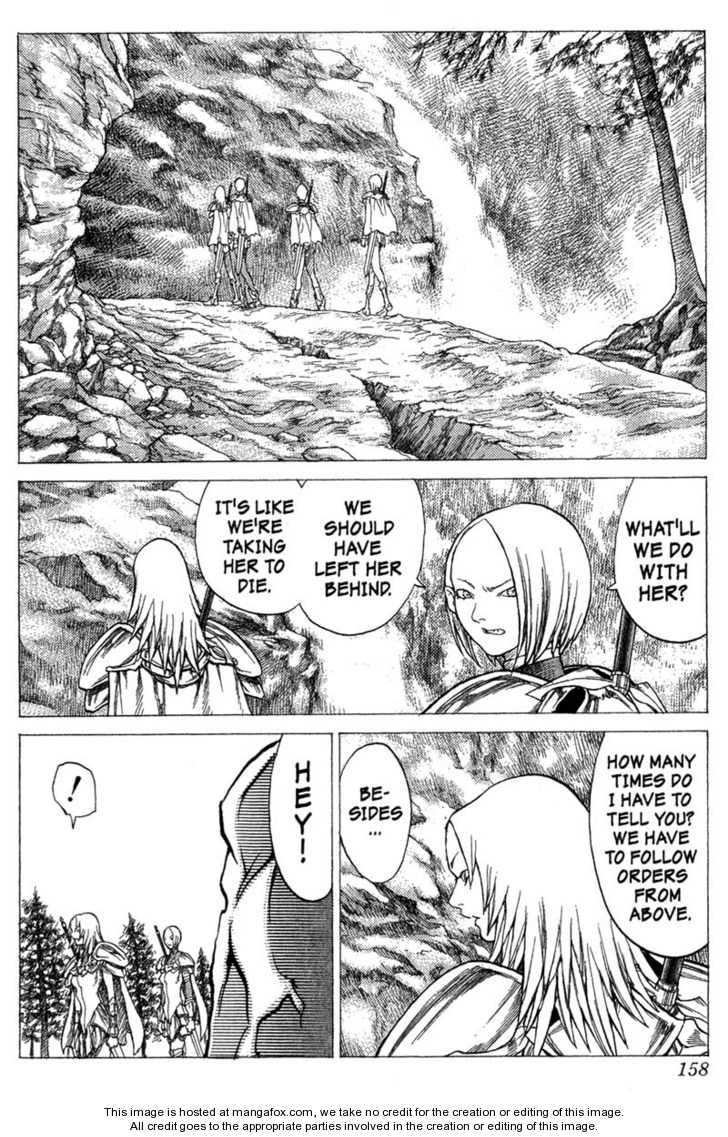 WHAT'LL
WE DO
WITH
HER?
WE
SHOULD
HAVE
LEFT HER
BEHIND.
IT'S LIKE
WE'RE
TAKING
HER TO
DIE.
HOW MANY
TIMES DO
I HAVE TO
TELL YOU?
WE HAVE
TO FOLLOW
ORDERS
FROM
ABOVE.
BE-
SIDES
...
HEY!
!
158
This image is hosted at mangafox.com, we take no credit for the creation or editing of this image.
All credit goes to the appropriate parties involved in the creation or editing of this image.